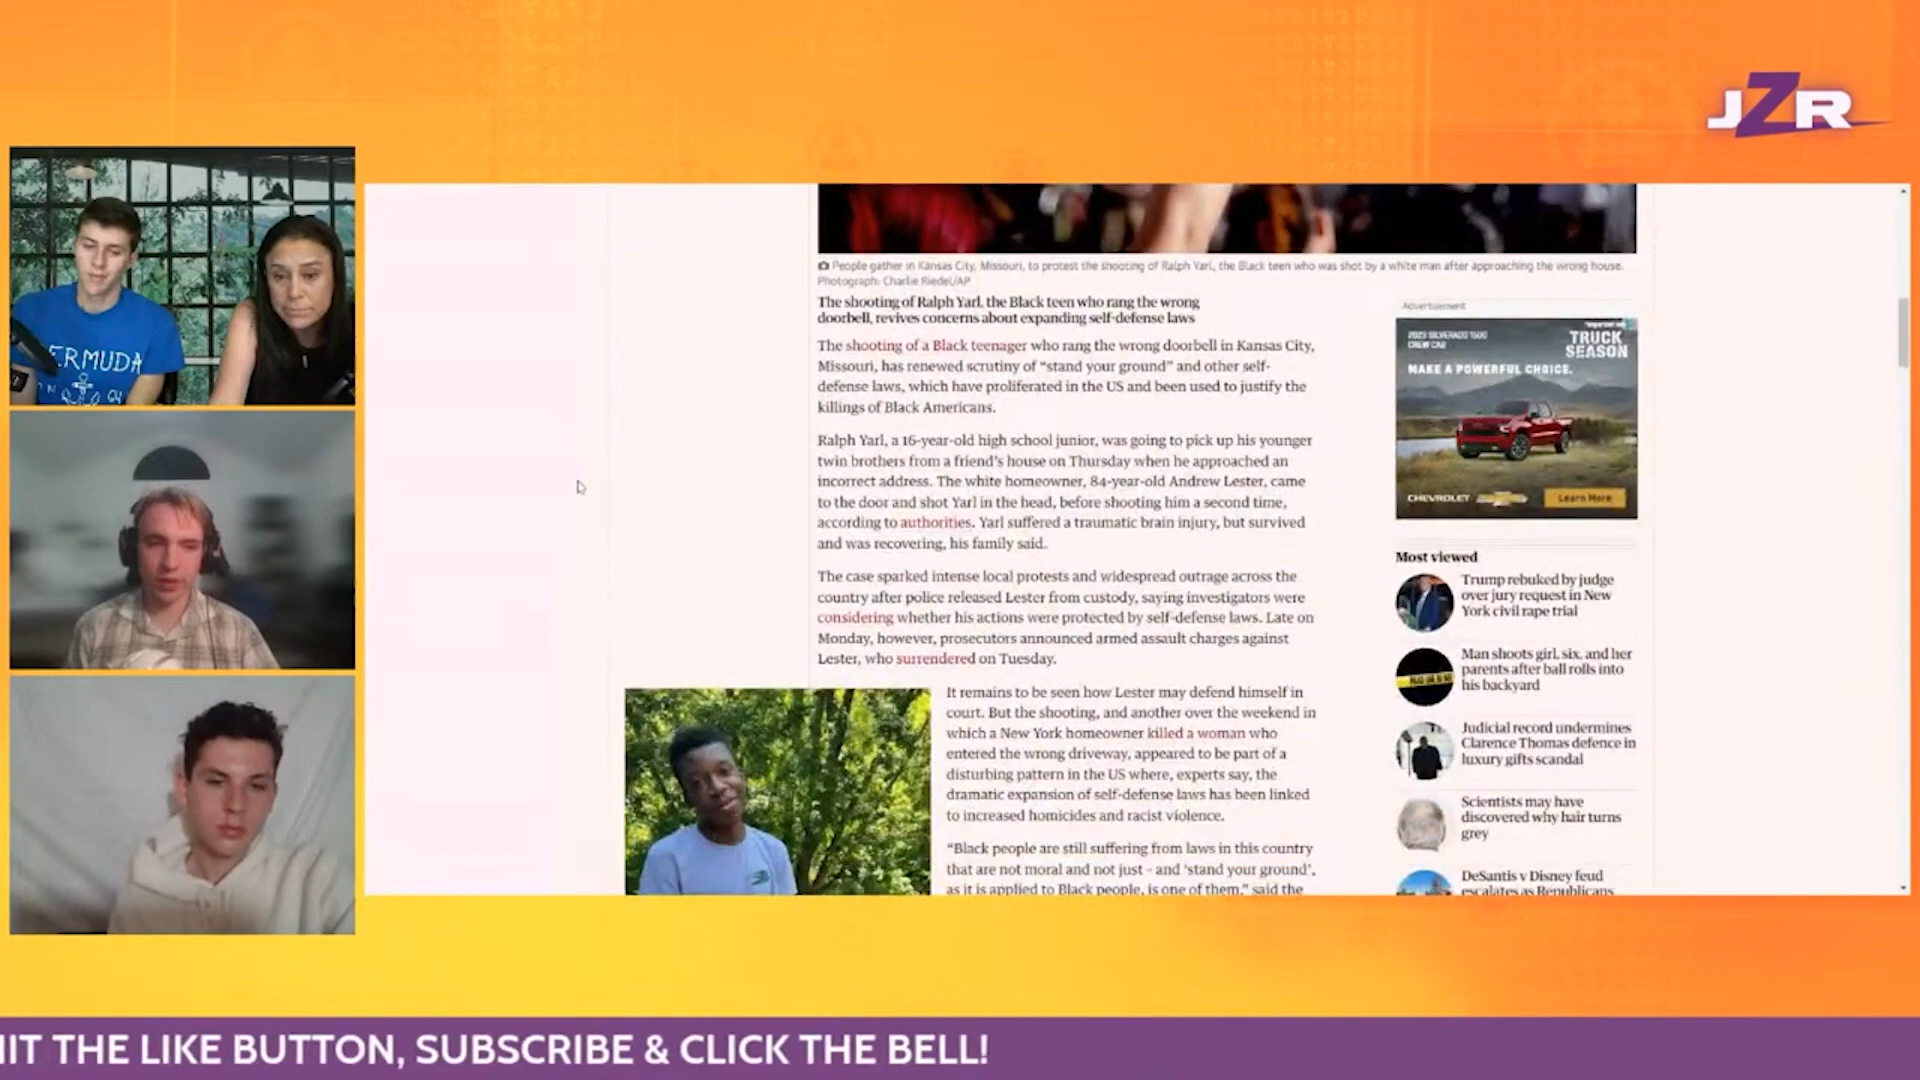 JZR
ERMUDA
People gather in Kansas City, Missouri, to protest the shooting of Ralph Yarl, the Black teen who was shot by a white man after approaching the wrong house.
Photograph: Charlie Riedel/AP
The shooting of Ralph Yarl, the Black teen who rang the wrong
doorbell, revives concerns about expanding self-defense laws
The shooting of a Black teenager who rang the wrong doorbell in Kansas City,
Missouri, has renewed scrutiny of “stand your ground” and other self-
defense laws, which have proliferated in the US and been used to justify the
killings of Black Americans.
Ralph Yarl, a 16-year-old high school junior, was going to pick up his younger
twin brothers from a friend's house on Thursday when he approached an
incorrect address. The white homeowner, 84-year-old Andrew Lester, came
to the door and shot Yarl in the head, before shooting him a second time,
according to authorities. Yarl suffered a traumatic brain injury, but survived
and was recovering, his family said.
The case sparked intense local protests and widespread outrage across the
country after police released Lester from custody, saying investigators were
considering whether his actions were protected by self-defense laws. Late on
Monday, however, prosecutors announced armed assault charges against
Lester, who surrendered on Tuesday.
It remains to be seen how Lester may defend himself in
court. But the shooting, and another over the weekend in
which a New York homeowner killed a woman who
entered the wrong driveway, appeared to be part of a
disturbing pattern in the US where, experts say, the
dramatic expansion of self-defense laws has been linked
to increased homicides and racist violence.
“Black people are still suffering from laws in this country
that are not moral and not just – and ‘stand your ground’,
as it is applied to Black people, is one of them,” said the
Advertisement
2023 SILVERADO 1500
CREW CAB
TRUCK
SEASON
MAKE A POWERFUL CHOICE.
CHEVROLET
Learn More
Most viewed
Trump rebuked by judge
over jury request in New
York civil rape trial
Man shoots girl, six, and her
parents after ball rolls into
his backyard
Judicial record undermines
Clarence Thomas defence in
luxury gifts scandal
Scientists may have
discovered why hair turns
grey
DeSantis v Disney feud
escalates as Republicans
HIT THE LIKE BUTTON, SUBSCRIBE & CLICK THE BELL!